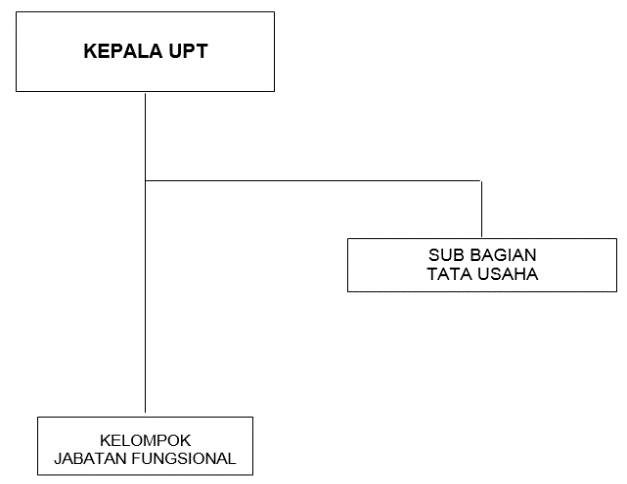 KEPALA UPT
SUB BAGIAN
TATA USAHA
KELOMPOK
JABATAN FUNGSIONAL